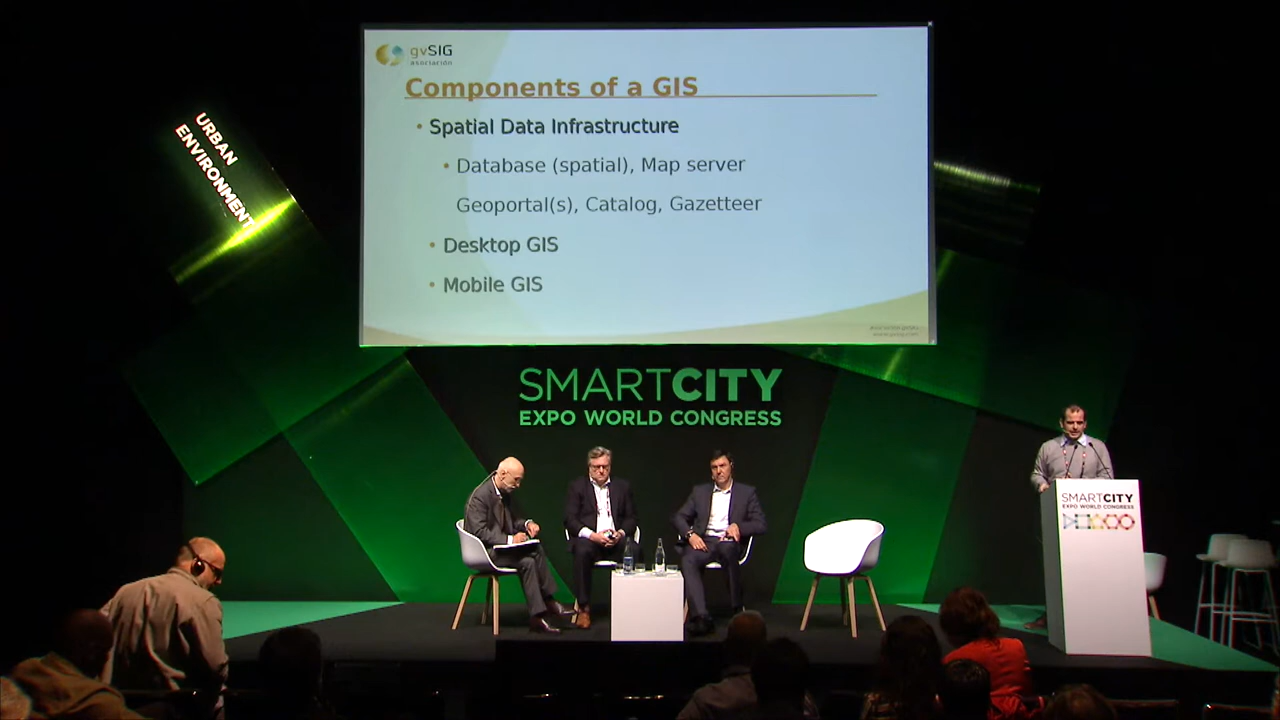 gvSIG
asociación
Components of a GIS
• Spatial Data Infrastructure
• Database (spatial), Map server
Geoportal(s), Catalog, Gazetteer
• Desktop GIS
• Mobile GIS
URBAN
ENVIRONMENT
SMARTCITY
EXPO WORLD CONGRESS
SMARTCITY
EXPO WORLD CONGRESS